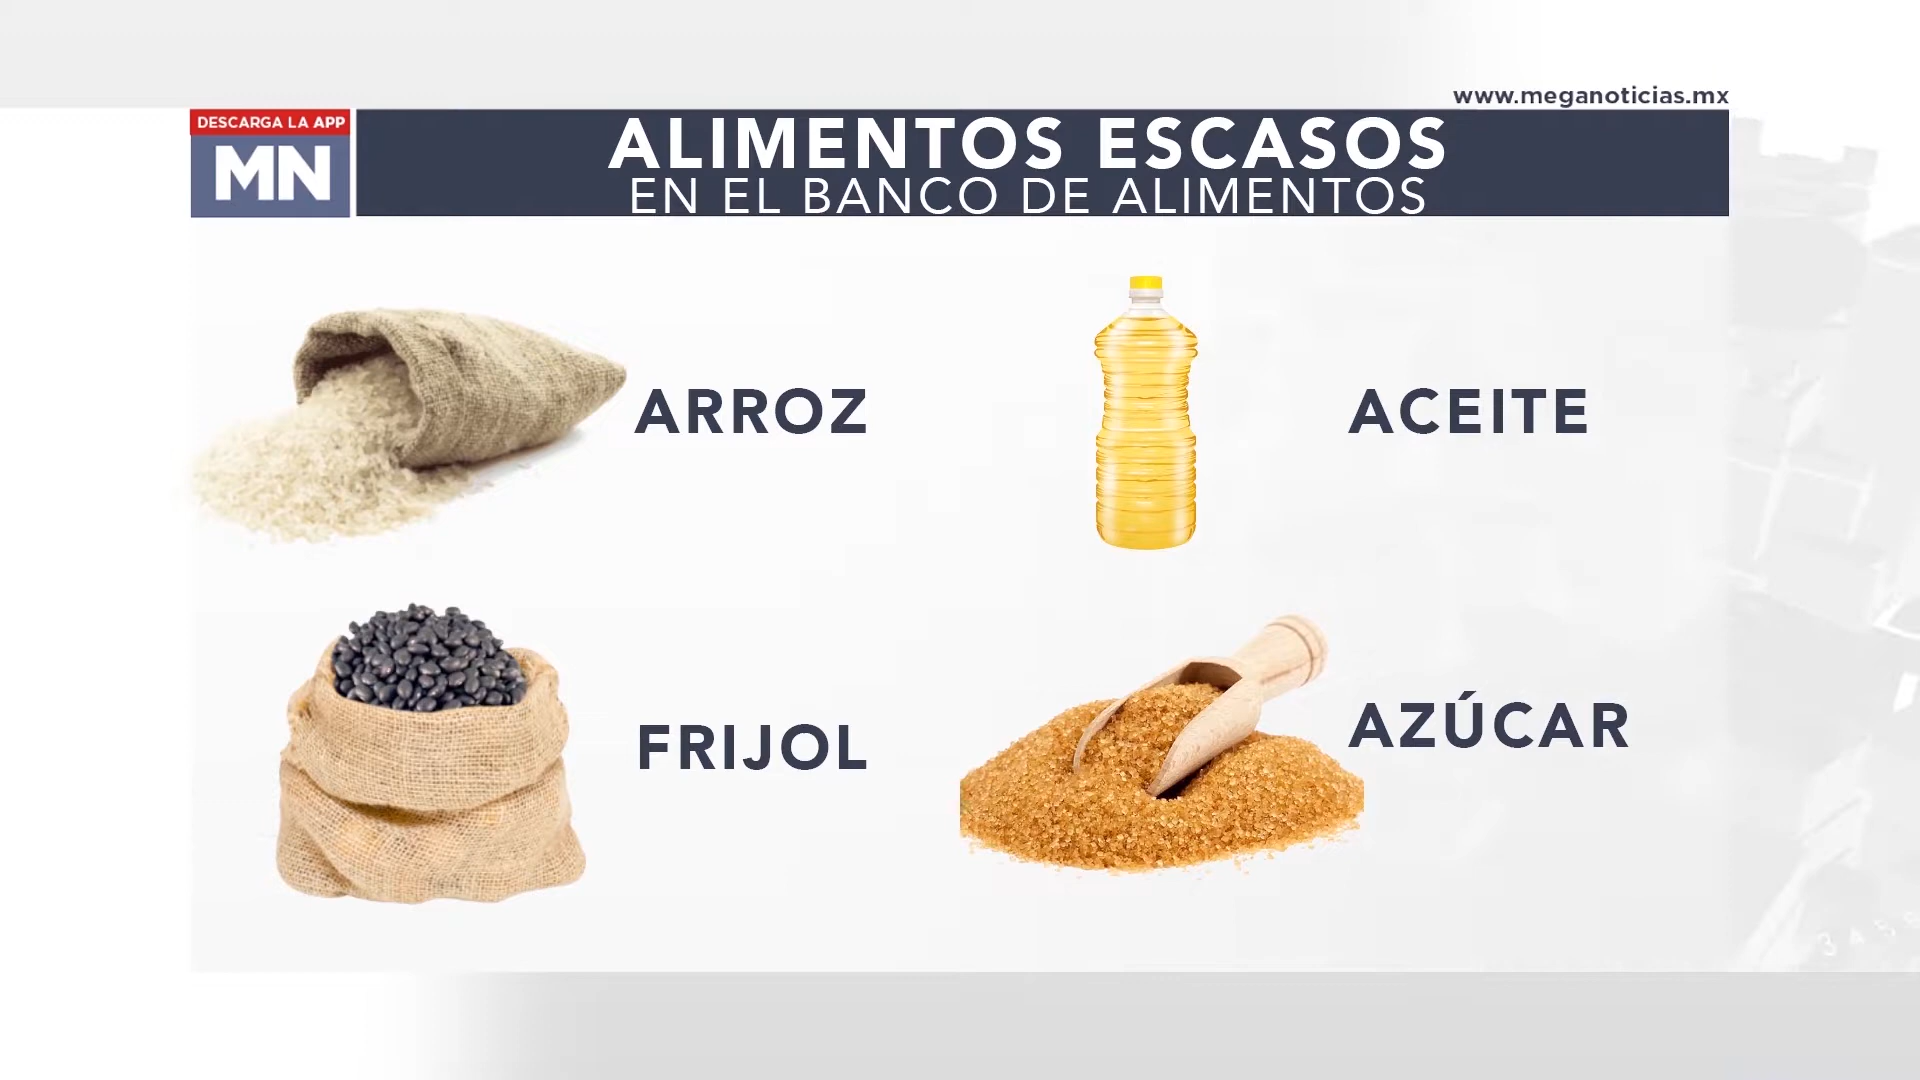 www.meganoticias.mx
DESCARGA LA APP
MN
ALIMENTOS ESCASOS
EN EL BANCO DE ALIMENTOS
ARROZ
ACEITE
FRIJOL
AZÚCAR